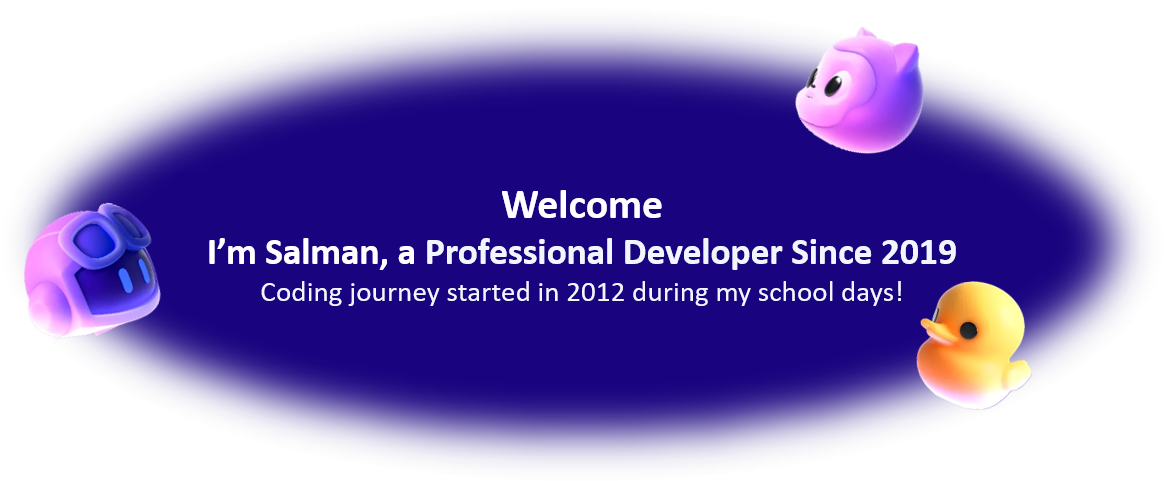 Welcome
I’m Salman, a Professional Developer Since 2019
Coding journey started in 2012 during my school days!